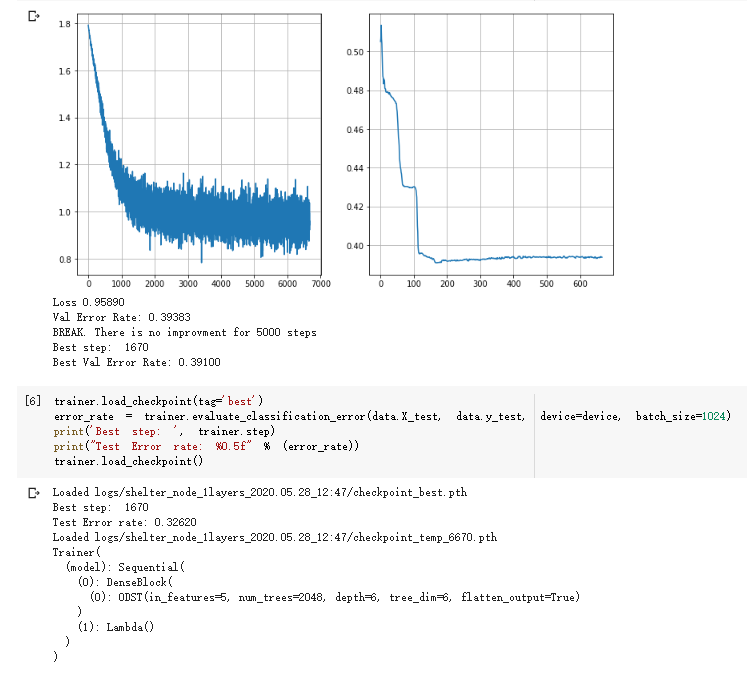 1.8
1.6
1.4
1.2
1.0
0.8
0 1000 2000 3000 4000 5000 6000 7000
0.50
0.48
0.46
0.44
0.42
0.40
0 100 200 300 400 500 600
Loss 0.95890
Val Error Rate: 0.39383
BREAK. There is no improvment for 5000 steps
Best step: 1670
Best Val Error Rate: 0.39100
[6] trainer.load_checkpoint(tag='best')
error_rate = trainer.evaluate_classification_error(data.X_test, data.y_test, device=device, batch_size=1024)
print('Best step: ', trainer.step)
print("Test Error rate: %0.5f" % (error_rate))
trainer.load_checkpoint()
Loaded logs/shelter_node_1layers_2020.05.28_12:47/checkpoint_best.pth
Best step: 1670
Test Error rate: 0.32620
Loaded logs/shelter_node_1layers_2020.05.28_12:47/checkpoint_temp_6670.pth
Trainer(
(model): Sequential(
(0): DenseBlock(
(0): ODST(in_features=5, num_trees=2048, depth=6, tree_dim=6, flatten_output=True)
)
(1): Lambda()
)
)